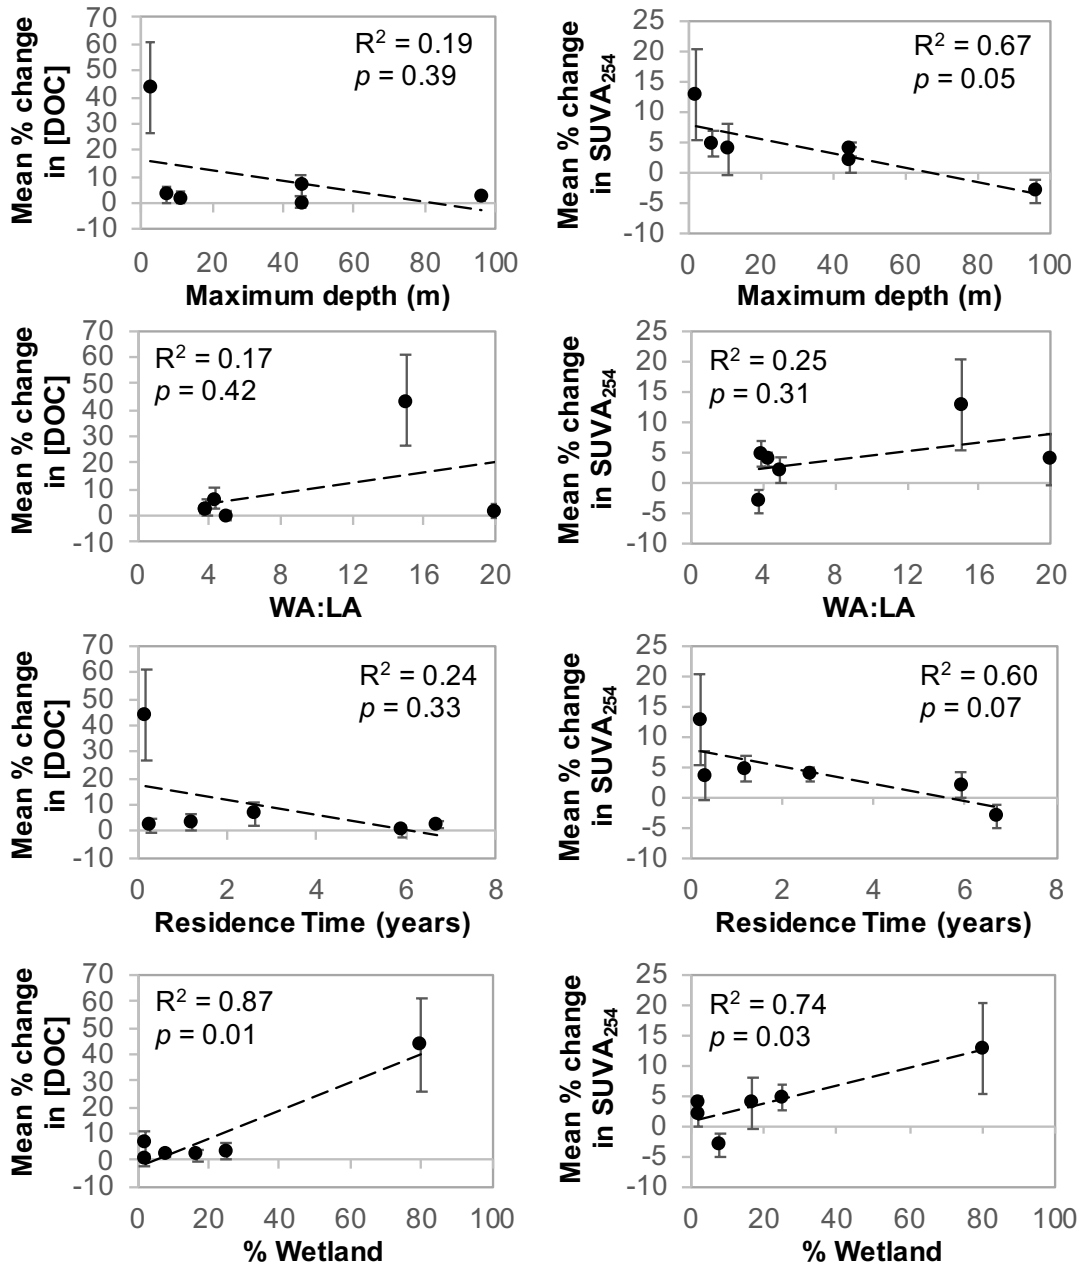 Mean % change
in [DOC]
70
60
50
40
30
20
10
0
-10
R² = 0.19
p = 0.39
0 20 40 60 80 100
Maximum depth (m)
Mean % change
in SUVA₂₅₄
25
20
15
10
5
0
-5
-10
R² = 0.67
p = 0.05
0 20 40 60 80 100
Maximum depth (m)
Mean % change
in [DOC]
70
60
50
40
30
20
10
0
-10
R² = 0.17
p = 0.42
0 4 8 12 16 20
WA:LA
Mean % change
in SUVA₂₅₄
25
20
15
10
5
0
-5
-10
R² = 0.25
p = 0.31
0 4 8 12 16 20
WA:LA
Mean % change
in [DOC]
70
60
50
40
30
20
10
0
-10
R² = 0.24
p = 0.33
0 2 4 6 8
Residence Time (years)
Mean % change
in SUVA₂₅₄
25
20
15
10
5
0
-5
-10
R² = 0.60
p = 0.07
0 2 4 6 8
Residence Time (years)
Mean % change
in [DOC]
70
60
50
40
30
20
10
0
-10
R² = 0.87
p = 0.01
0 20 40 60 80 100
% Wetland
Mean % change
in SUVA₂₅₄
25
20
15
10
5
0
-5
-10
R² = 0.74
p = 0.03
0 20 40 60 80 100
% Wetland